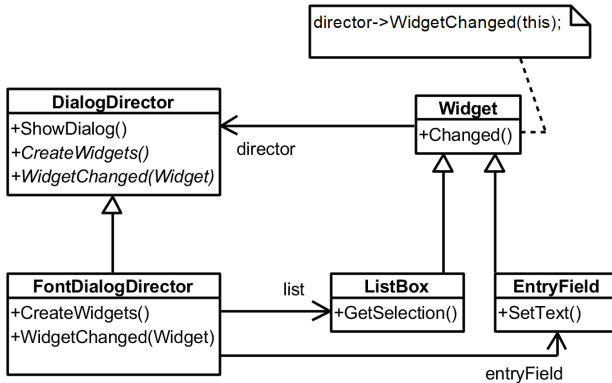 director->WidgetChanged(this);
DialogDirector
+ShowDialog()
+CreateWidgets()
+WidgetChanged(Widget)
Widget
+Changed()
director
FontDialogDirector
+CreateWidgets()
+WidgetChanged(Widget)
list
ListBox
+GetSelection()
EntryField
+SetText()
entryField